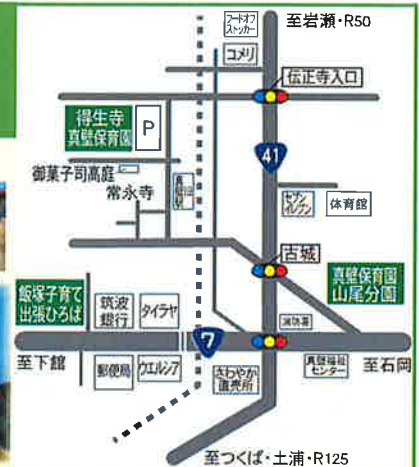 フードオフ
ストッカー
至岩瀬・R50
コメリ
伝正寺入口
得生寺
真壁保育園
P
41
御菓子司高庭
常永寺
セブン
イレブン
体育館
古城
真壁保育園
山尾分園
飯塚子育て
出張ひろば
筑波
銀行
タイヤヤ
消防署
7
至下館
郵便局
ウエルシア
さわやか
直売所
真壁福祉
センター
至石岡
至つくば・土浦・R125